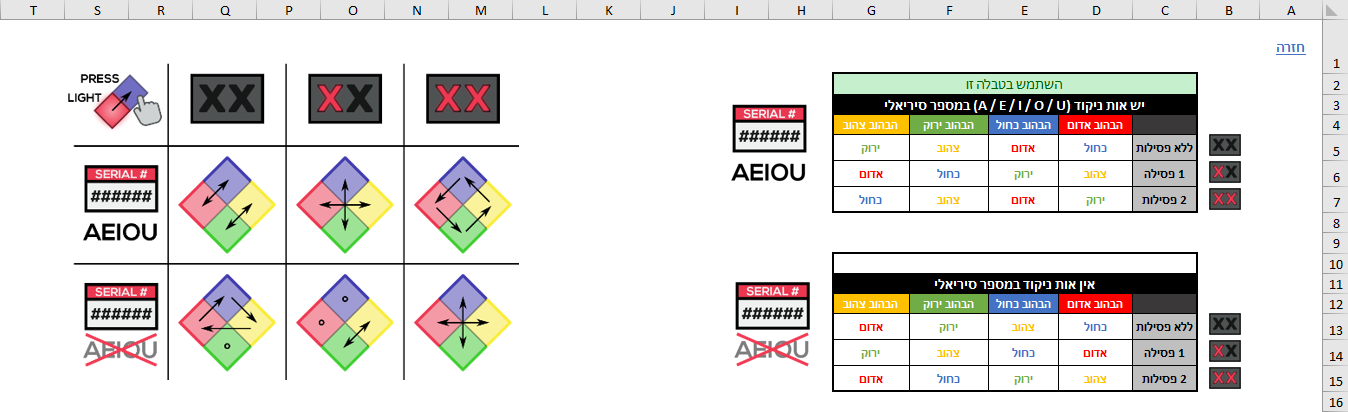 T S R Q P O N M L K J I H G F E D C B A
חזרה
1
2
3
4
5
6
7
8
9
10
11
12
13
14
15
16
PRESS
LIGHT
XX
XX
XX
SERIAL #
######
AEIOU
SERIAL #
######
AEIOU
SERIAL #
######
AEIOU
השתמש בטבלה זו
יש אות ניקוד (A / E / I / O / U) במספר סיריאלי
הבהוב אדום הבהוב כחול הבהוב ירוק הבהוב צהוב
ללא פסילות כחול אדום צהוב ירוק
1 פסילה צהוב ירוק כחול אדום
2 פסילות ירוק אדום צהוב כחול
XX
XX
XX
SERIAL #
######
AEIOU
אין אות ניקוד במספר סיריאלי
הבהוב אדום הבהוב כחול הבהוב ירוק הבהוב צהוב
ללא פסילות כחול צהוב ירוק אדום
1 פסילה אדום כחול צהוב ירוק
2 פסילות צהוב ירוק כחול אדום
XX
XX
XX